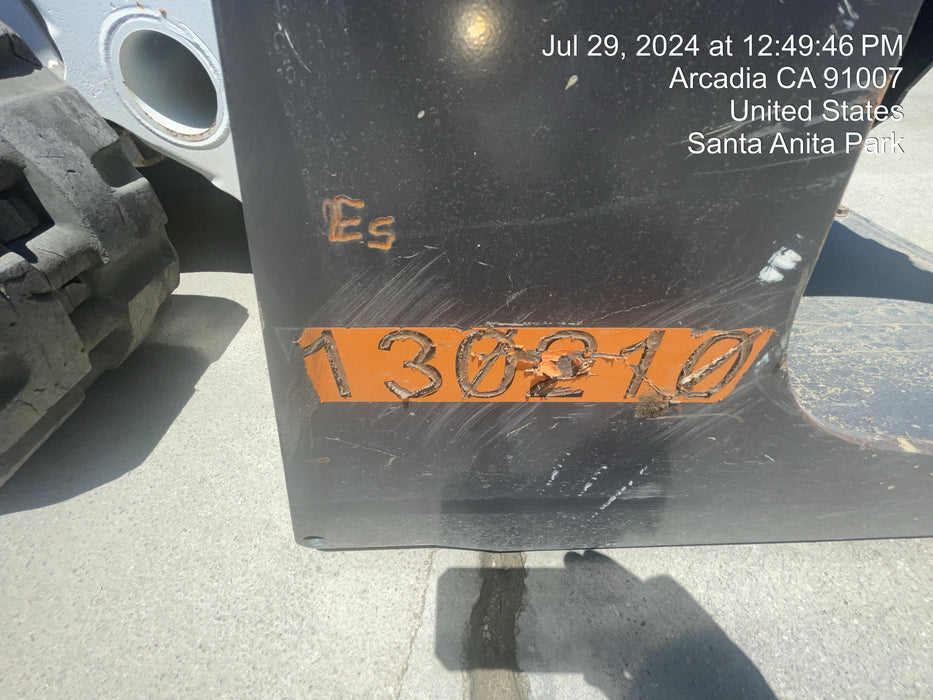 Jul 29, 2024 at 12:49:46 PM
Arcadia CA 91007
United States
Santa Anita Park
Es
130210